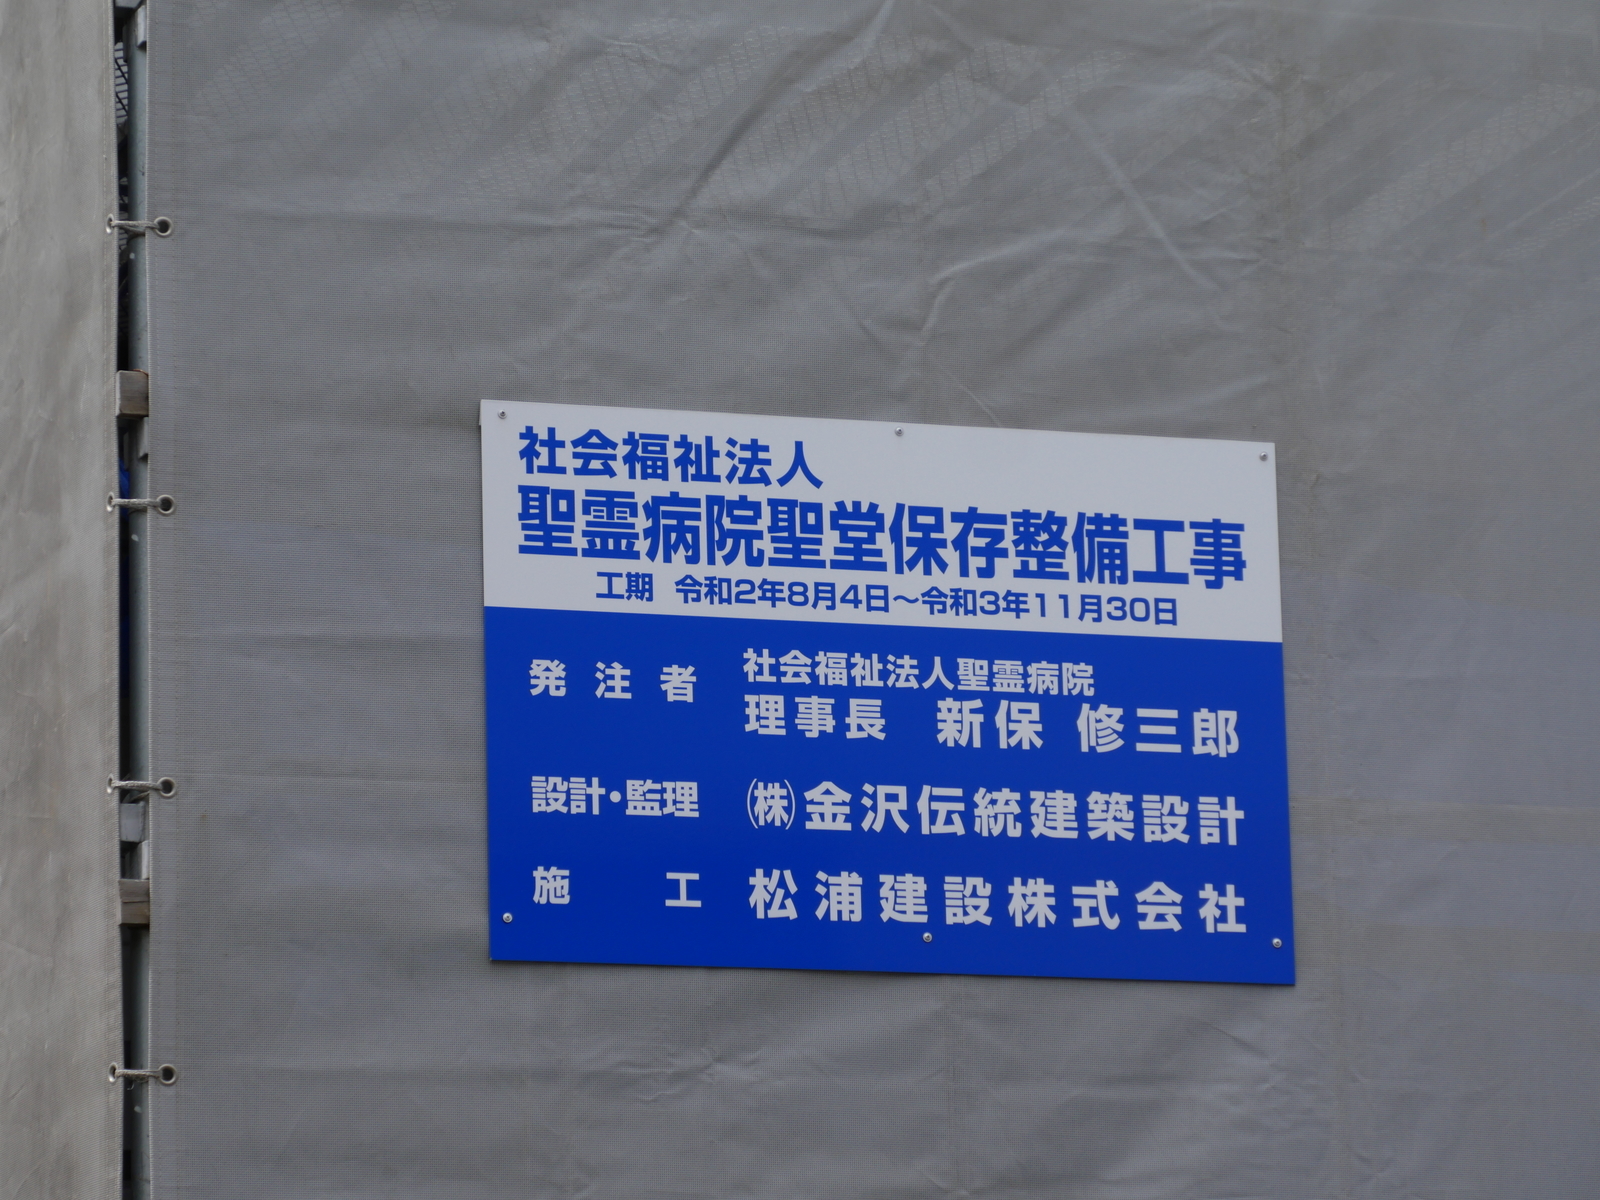 社会福祉法人
聖霊病院聖堂保存整備工事
工期 令和2年8月4日〜令和3年11月30日
発注者 社会福祉法人聖霊病院
理事長 新保 修三郎
設計・監理 ㈱金沢伝統建築設計
施工 松浦建設株式会社